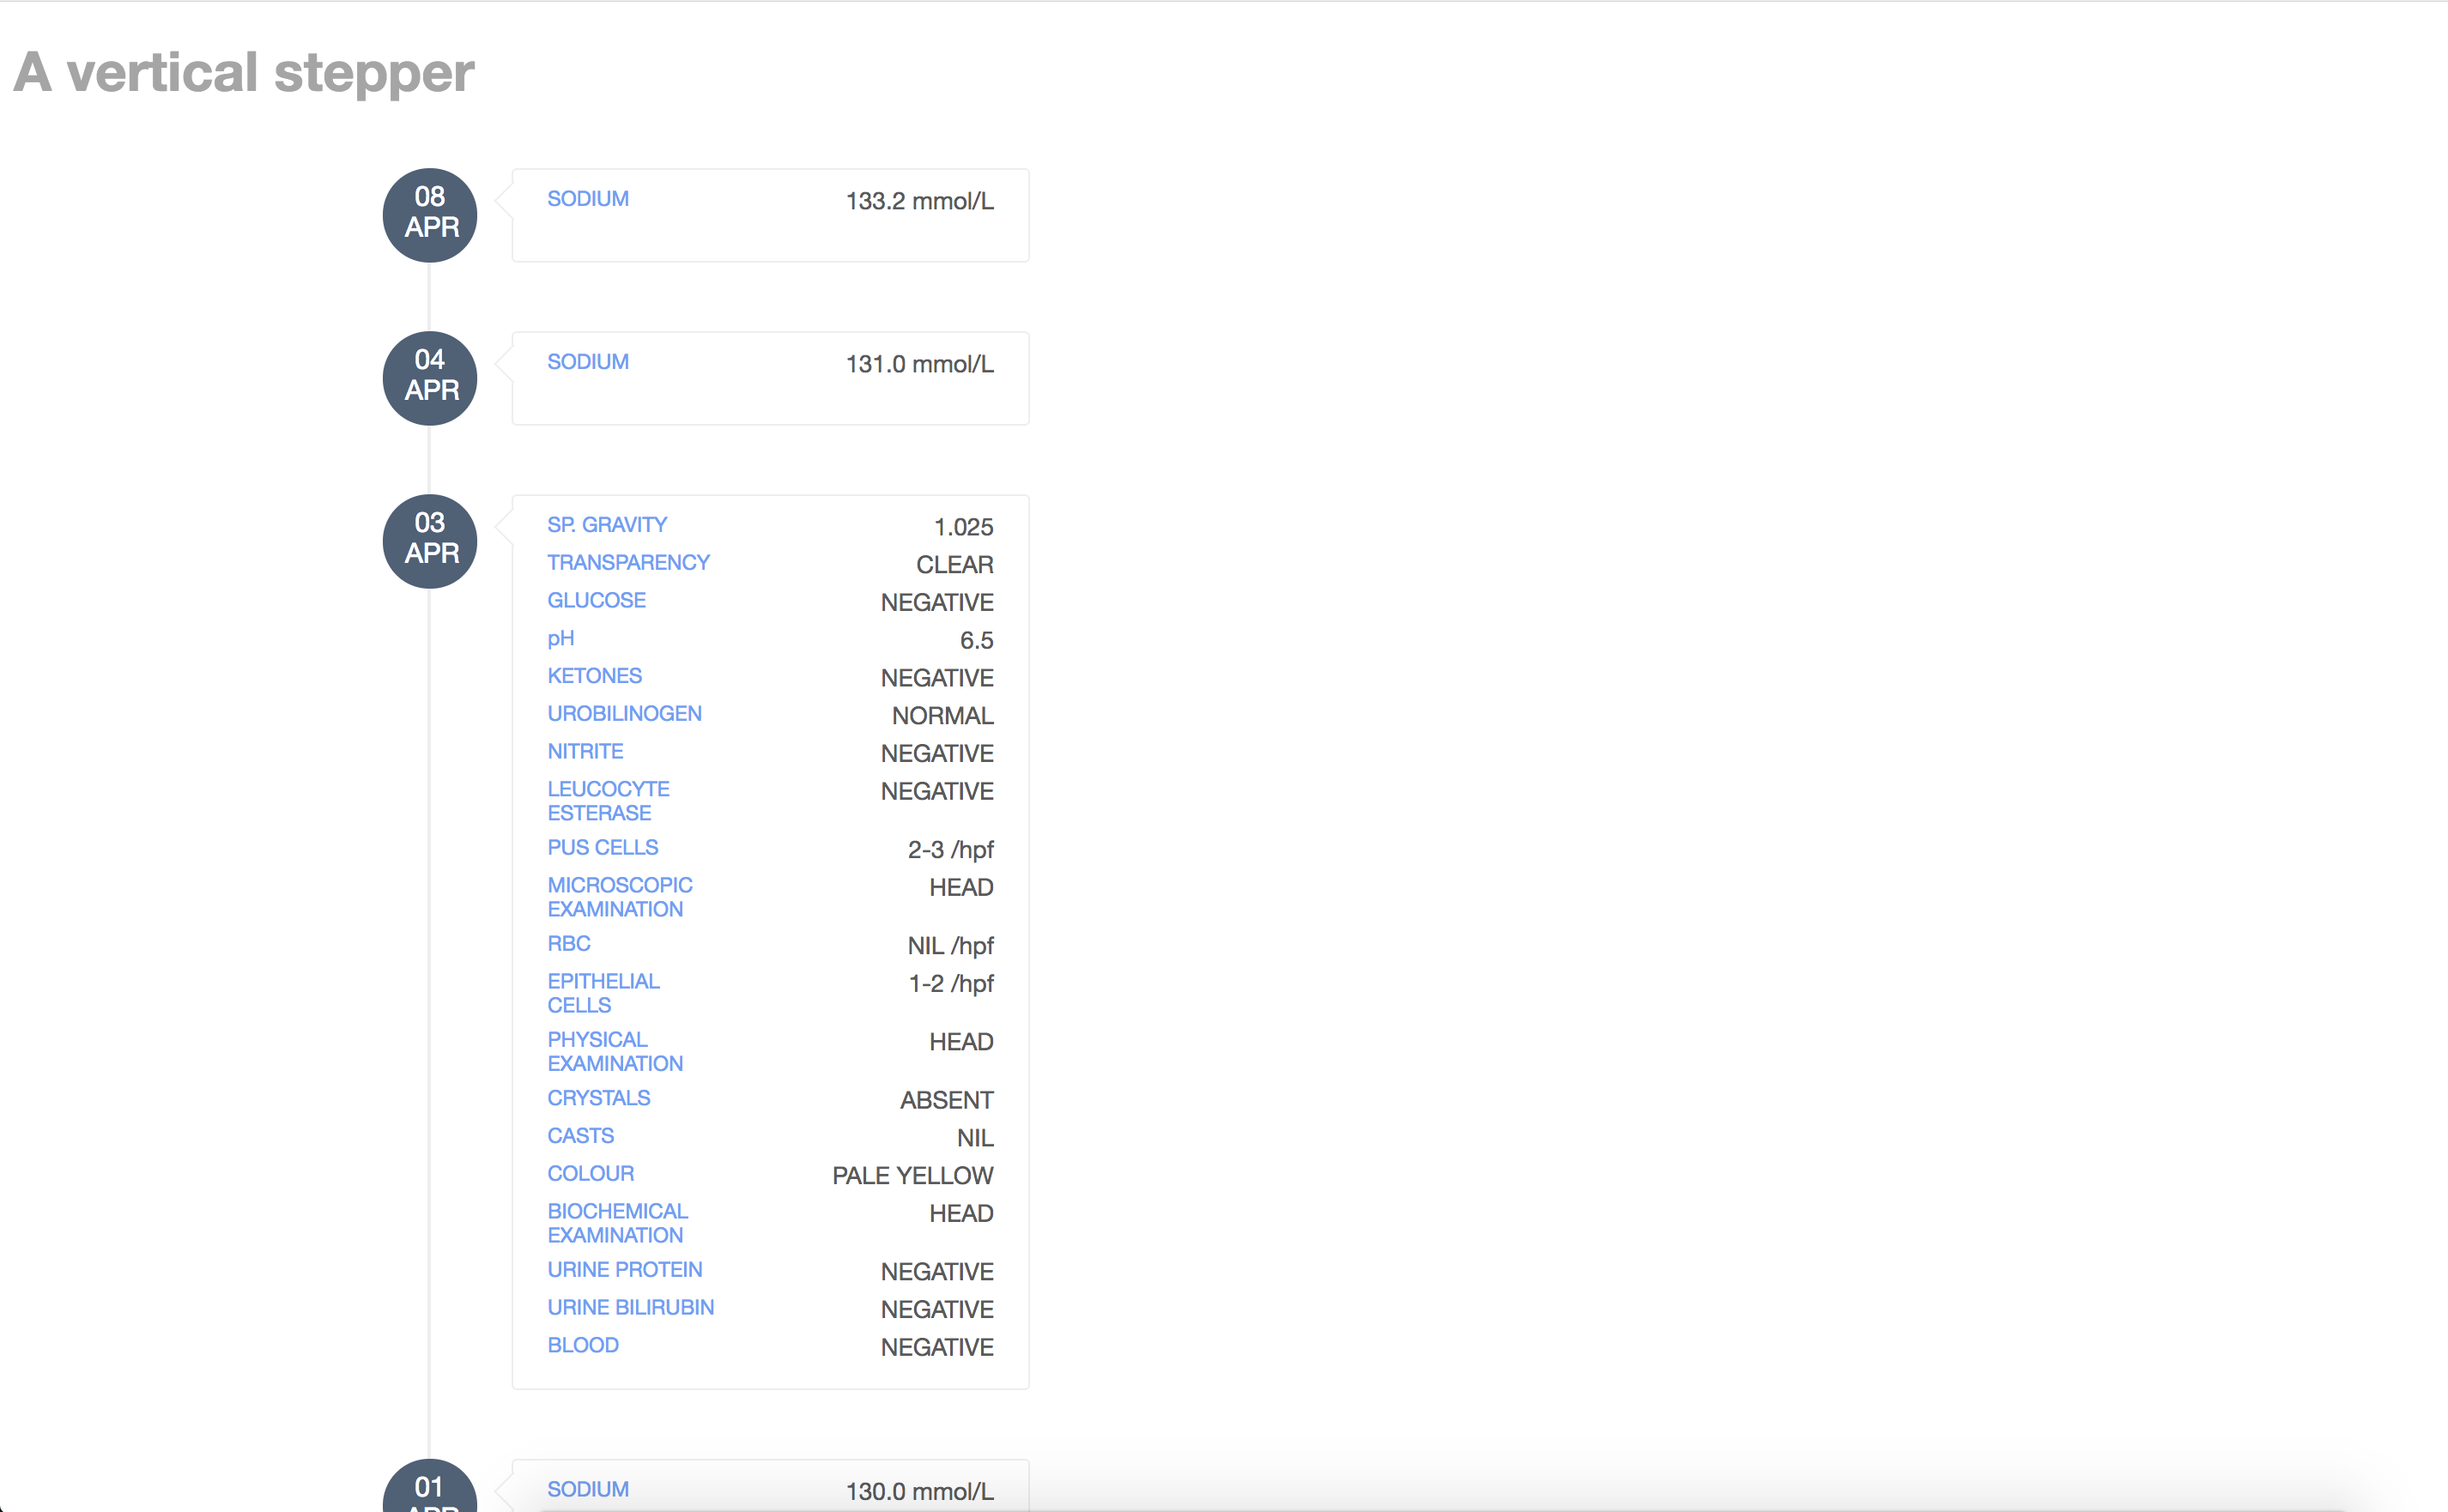 A vertical stepper
08
APR
SODIUM 133.2 mmol/L
04
APR
SODIUM 131.0 mmol/L
03
APR
SP. GRAVITY 1.025
TRANSPARENCY CLEAR
GLUCOSE NEGATIVE
pH 6.5
KETONES NEGATIVE
UROBILINOGEN NORMAL
NITRITE NEGATIVE
LEUCOCYTE NEGATIVE
ESTERASE
PUS CELLS 2-3 /hpf
MICROSCOPIC HEAD
EXAMINATION
RBC NIL /hpf
EPITHELIAL 1-2 /hpf
CELLS
PHYSICAL HEAD
EXAMINATION
CRYSTALS ABSENT
CASTS NIL
COLOUR PALE YELLOW
BIOCHEMICAL HEAD
EXAMINATION
URINE PROTEIN NEGATIVE
URINE BILIRUBIN NEGATIVE
BLOOD NEGATIVE
01
APR
SODIUM 130.0 mmol/L